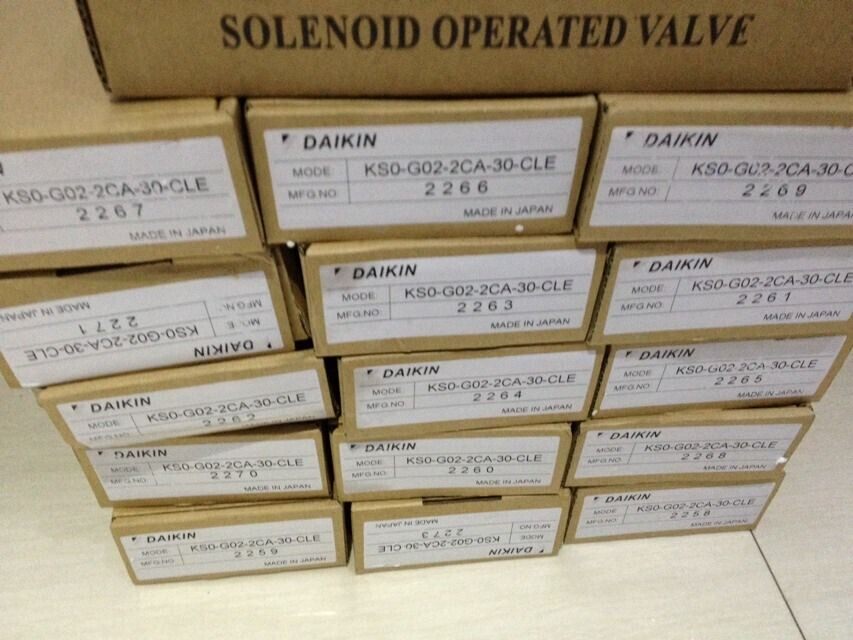 SOLENOID OPERATED VALVE
KS0-G02-2CA-30-CLE
2267
MADE IN JAPAN
DAIKIN
MODE KS0-G02-2CA-30-CLE
MFG NO 2266
MADE IN JAPAN
DAIKIN
MODE KS0-G02-2CA-30-C
MFG NO 2269
MADE IN JAPAN
DAIKIN
MODE KS0-G02-2CA-30-CLE
MFG N 2271
MADE IN JAPAN
DAIKIN
MODE KS0-G02-2CA-30-CLE
MFG NO 2263
MADE IN JAPAN
DAIKIN
MODE KS0-G02-2CA-30-CLE
MFG NO. 2261
MADE IN JAPAN
DAIKIN
MODE KS0-G02-2CA-30-CLE
MFG NO 2262
DAIKIN
MODE KS0-G02-2CA-30-CLE
MFG NO 2264
MADE IN JAPAN
DAIKIN
MODE KS0-G02-2CA-30-CLE
MFG NO 2265
MADE IN JAPAN
DAIKIN
MODE KS0-G02-2CA-30-CLE
MFG NO 2270
MADE IN JAPAN
DAIKIN
MODE KS0-G02-2CA-30-CLE
MFG NO 2260
MADE IN JAPAN
DAIKIN
MODE KS0-G02-2CA-30-CLE
MFG NO 2268
MADE IN JAPAN
DAIKIN
MODE KS0-G02-2CA-30-CLE
MFG NO 2259
MADE IN JAPAN
DAIKIN
MODE KS0-G02-2CA-30-CLE
MFG NO 2273
MADE IN JAPAN
DAIKIN
MODE KS0-G02-2CA-30-CLE
MFG NO 2258
MADE IN JAPAN